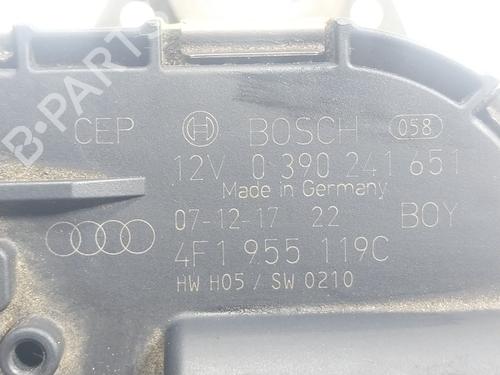 CEP BOSCH 058
12V 0 390 241 651
Made in Germany
07-12-17 22 BOY
4F1 955 119C
HW H05 / SW 0210
B-PARTS
B-PARTS